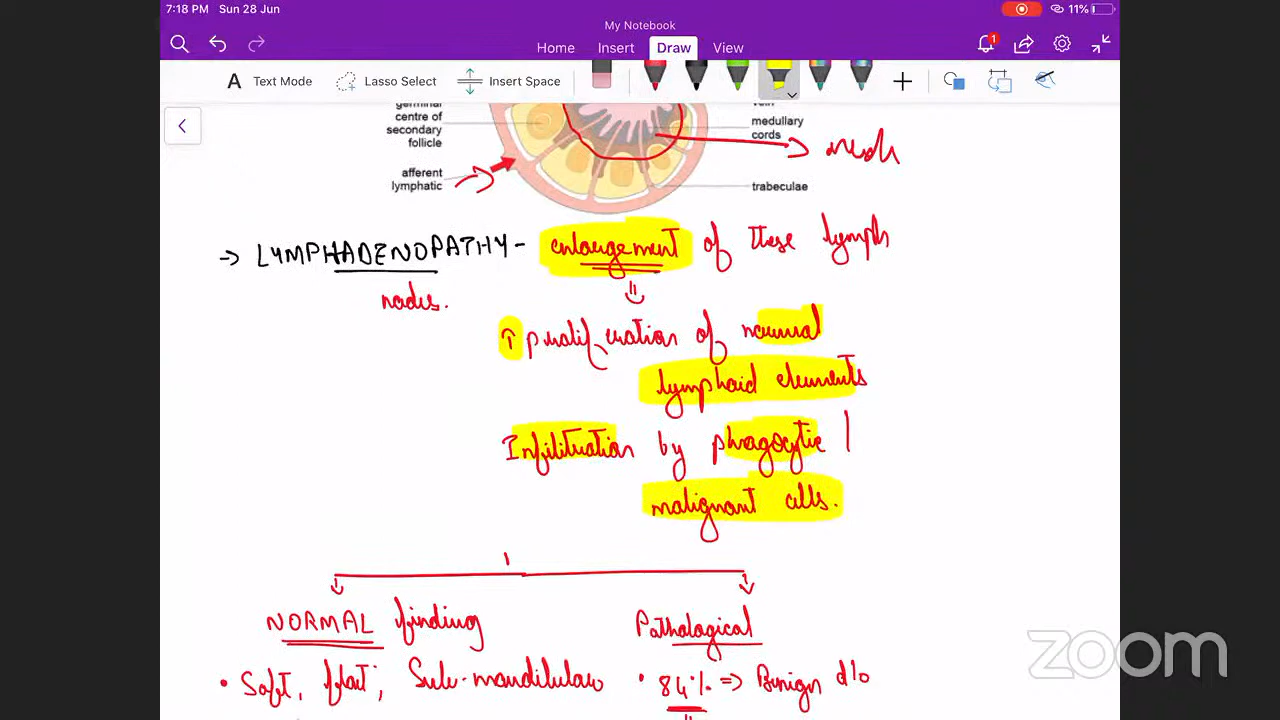 7:18 PM Sun 28 Jun
11%
My Notebook
Home Insert Draw View
1
A Text Mode Lasso Select Insert Space
germinal
centre of
secondary
follicle
afferent
lymphatic
vein
medullary
cords
trabeculae
→ LYMPHADENOPATHY - enlargement of these lymph
nodes.
↑ proliferation of normal
lymphoid elements
Infiltration by phagocytic |
malignant cells.
NORMAL finding
Pathological
• Soft, flat, Sub-mandibular
• 84% ⇒ Benign d/o
zoom